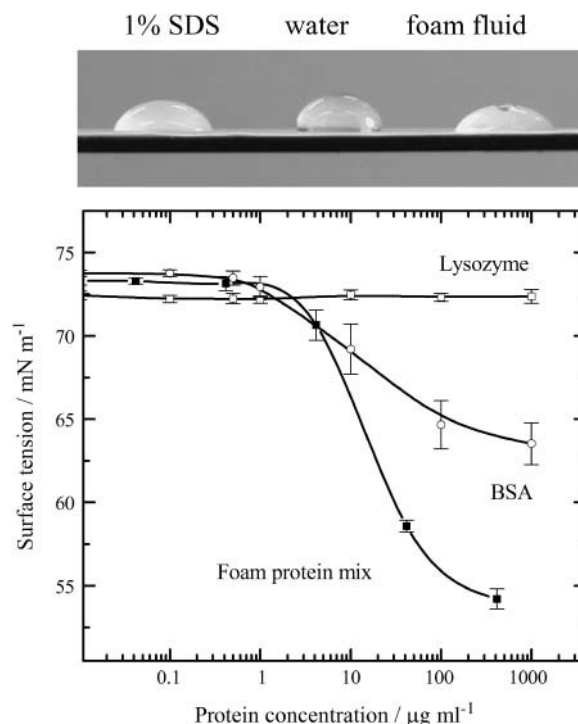 1% SDS water foam fluid
75
70
65
60
55
Surface tension / mN m⁻¹
Lysozyme
BSA
Foam protein mix
0.1 1 10 100 1000
Protein concentration / μg ml⁻¹